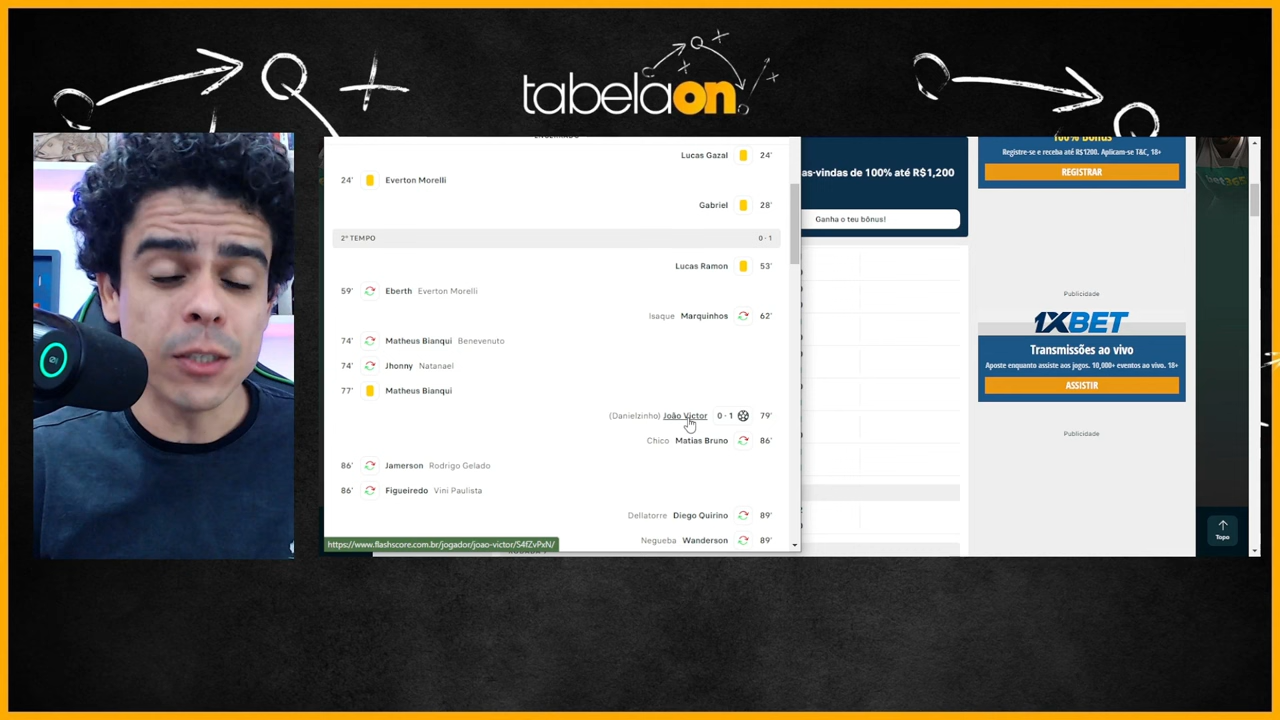 tabelaon
Lucas Gazal 24'
24' Everton Morelli
Gabriel 28'
2º TEMPO 0 - 1
Lucas Ramon 53'
59' Eberth Everton Morelli
Isaque Marquinhos 62'
74' Matheus Bianqui Benevenuto
74' Jhonny Natanael
77' Matheus Bianqui
(Danielzinho) João Victor 0 - 1 79'
Chico Matias Bruno 86'
86' Jamerson Rodrigo Gelado
86' Figueiredo Vini Paulista
Dellatorre Diego Quirino 89'
Negueba Wanderson 89'
https://www.flashscore.com.br/jogador/joao-victor/S4fZvPxN/
as-vindas de 100% até R$1,200
Ganha o teu bônus!
100% Bônus
Registre-se e receba até R$1200. Aplicam-se T&C, 18+
REGISTRAR
Publicidade
1XBET
Transmissões ao vivo
Aposte enquanto assiste aos jogos. 10,000+ eventos ao vivo. 18+
ASSISTIR
Publicidade
bet365
Topo